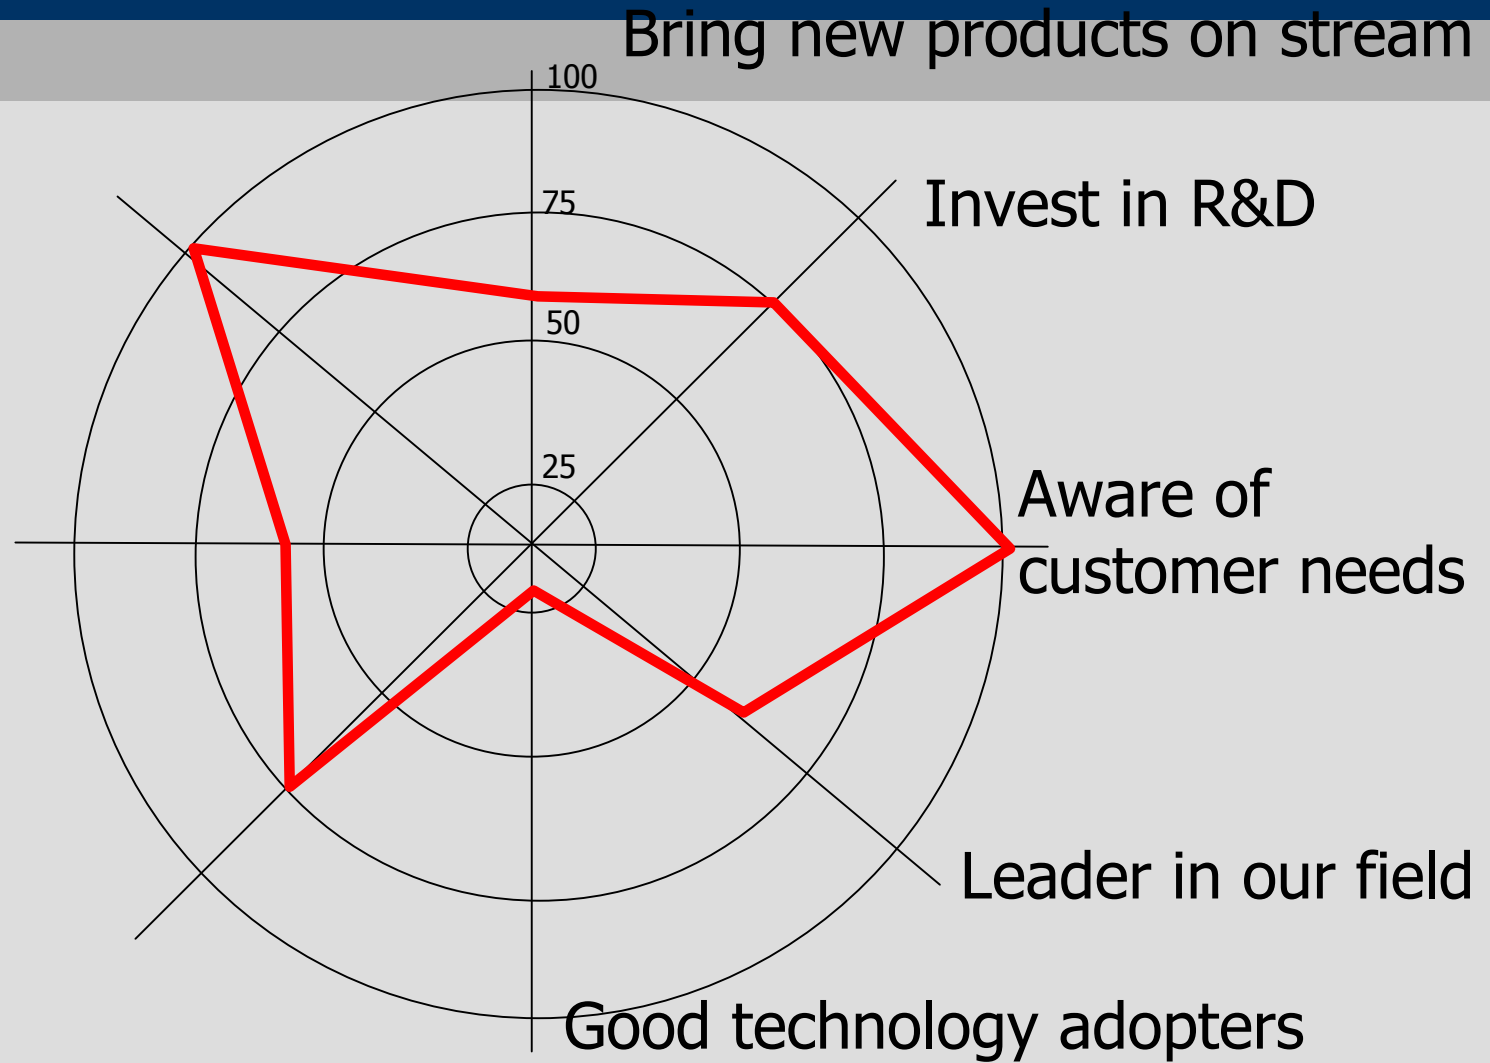 Bring new products on stream
100
75
Invest in R&D
50
25
Aware of
customer needs
Leader in our field
Good technology adopters